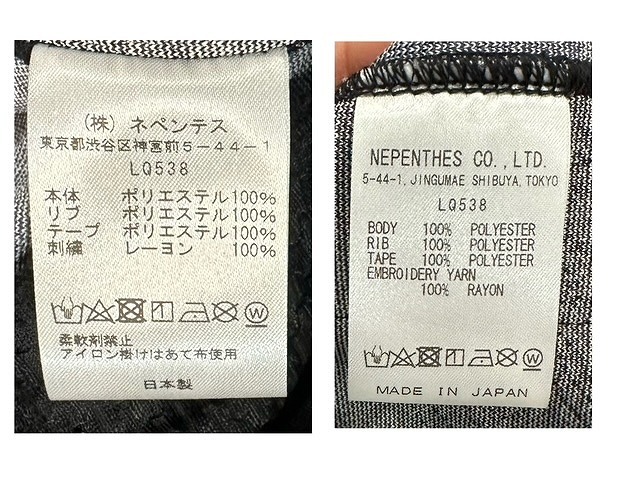 (株) ネペンテス
東京都渋谷区神宮前5-44-1
LQ538
本体 ポリエステル100%
リブ ポリエステル100%
テープ ポリエステル100%
刺繍 レーヨン 100%
柔軟剤禁止
アイロン掛けはあて布使用
日本製
NEPENTHES CO., LTD.
5-44-1, JINGUMAE SHIBUYA, TOKYO
LQ538
BODY 100% POLYESTER
RIB 100% POLYESTER
TAPE 100% POLYESTER
EMBROIDERY YARN
100% RAYON
MADE IN JAPAN